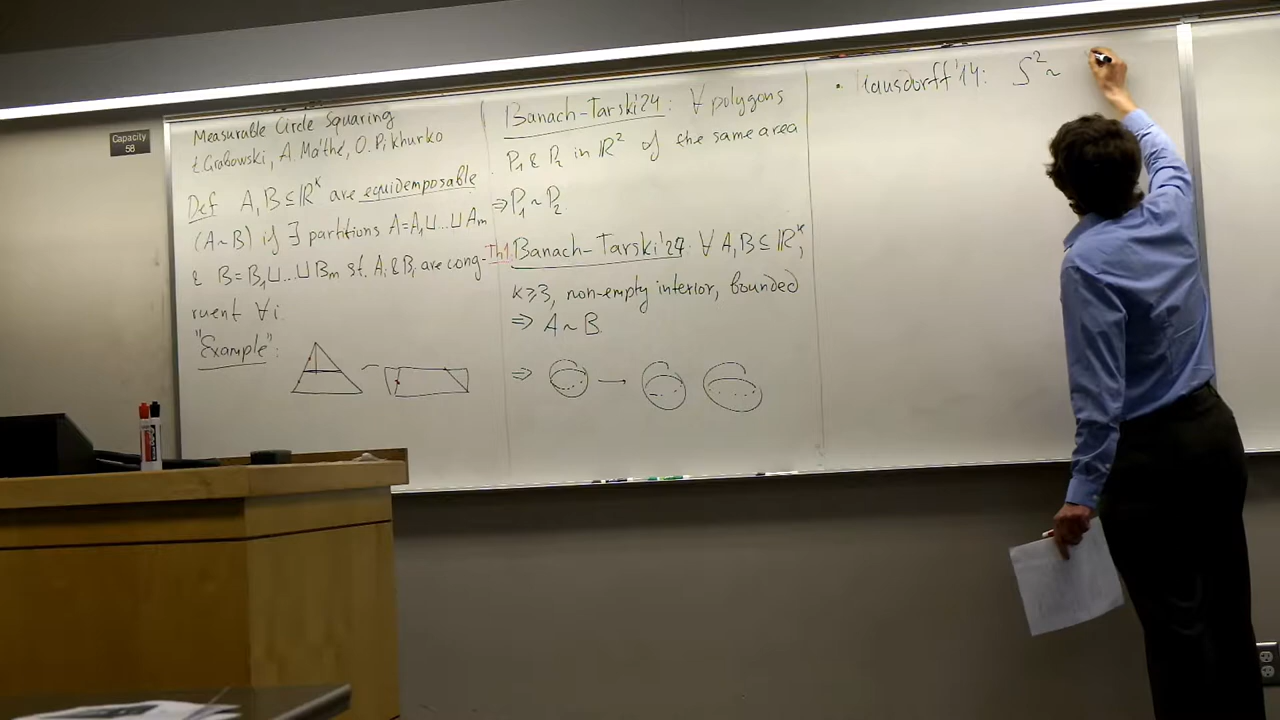 Capacity
58
Measurable Circle Squaring
Ł Grabowski, A. Máthé, O. Pikhurko
Def A, B ⊆ ℝᵏ are equidemposable
(A~B) if ∃ partitions A=A₁⊔...⊔Aₘ
& B=B₁⊔...⊔Bₘ st. Aᵢ&Bᵢ are cong-
ruent ∀i
"Example":
~
Banach-Tarski'24: ∀ polygons
P₁ & P₂ in ℝ² of the same area
⇒P₁~P₂
Th1 Banach-Tarski'24: ∀ A,B ⊆ ℝᵏ,
k≥3, non-empty interior, bounded
⇒ A~B
⇒ →
• Hausdorff'14: S² ~